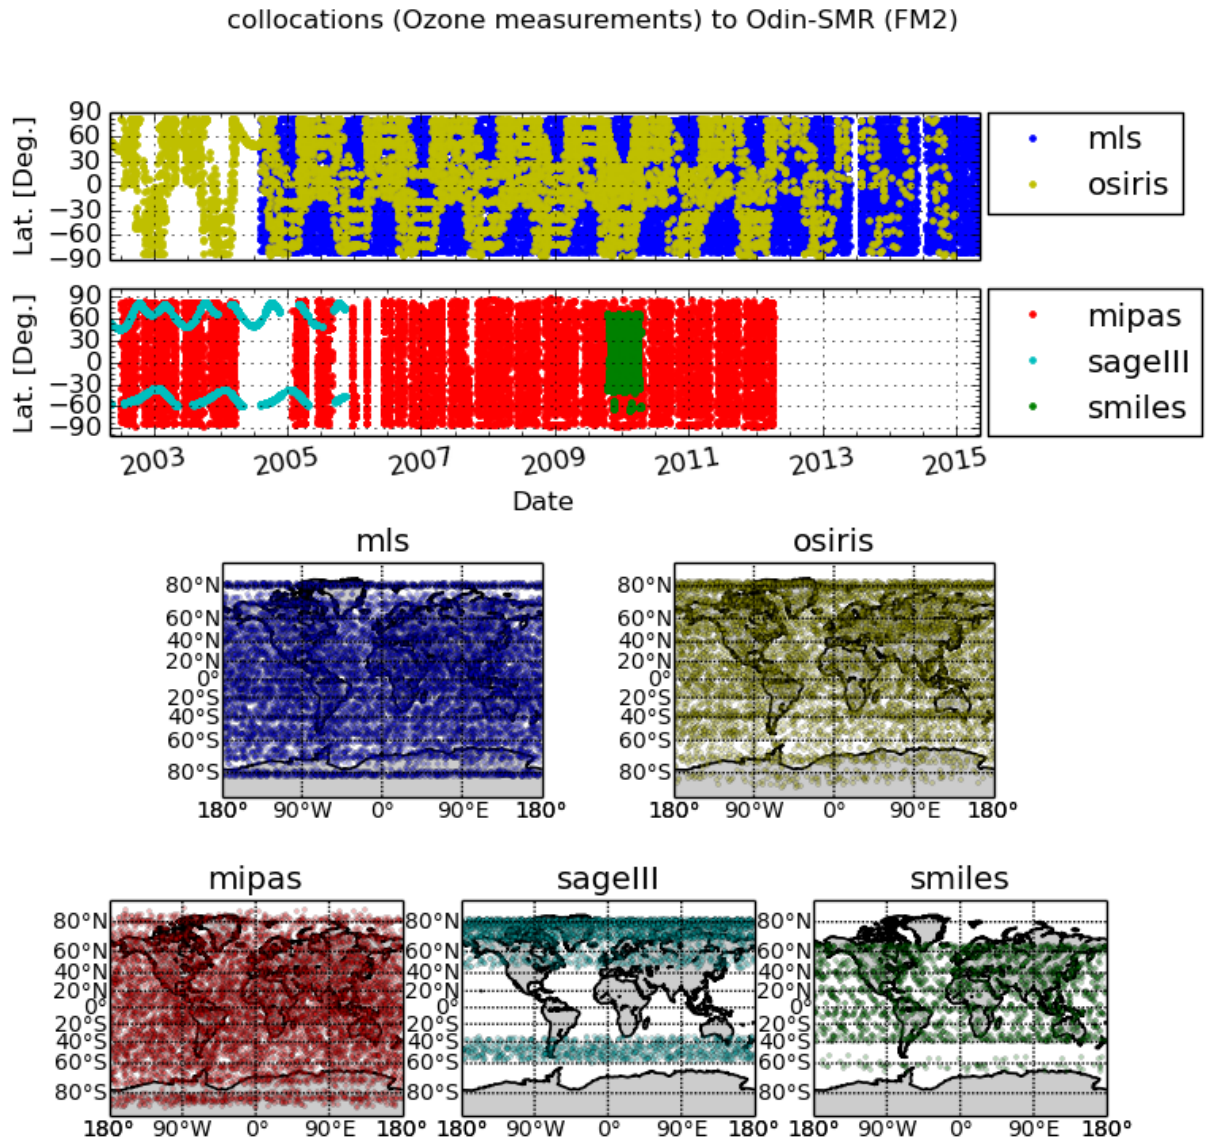 collocations (Ozone measurements) to Odin-SMR (FM2)
Lat. [Deg.]
90
60
30
0
−30
−60
−90
mls
osiris
Lat. [Deg.]
90
60
30
0
−30
−60
−90
mipas
sageIII
smiles
2003 2005 2007 2009 2011 2013 2015
Date
mls
80°N
60°N
40°N
20°N
0°
20°S
40°S
60°S
80°S
180° 90°W 0° 90°E 180°
osiris
80°N
60°N
40°N
20°N
0°
20°S
40°S
60°S
80°S
180° 90°W 0° 90°E 180°
mipas
80°N
60°N
40°N
20°N
0°
20°S
40°S
60°S
80°S
180° 90°W 0° 90°E 180°
sageIII
80°N
60°N
40°N
20°N
0°
20°S
40°S
60°S
80°S
180° 90°W 0° 90°E 180°
smiles
80°N
60°N
40°N
20°N
0°
20°S
40°S
60°S
80°S
180° 90°W 0° 90°E 180°